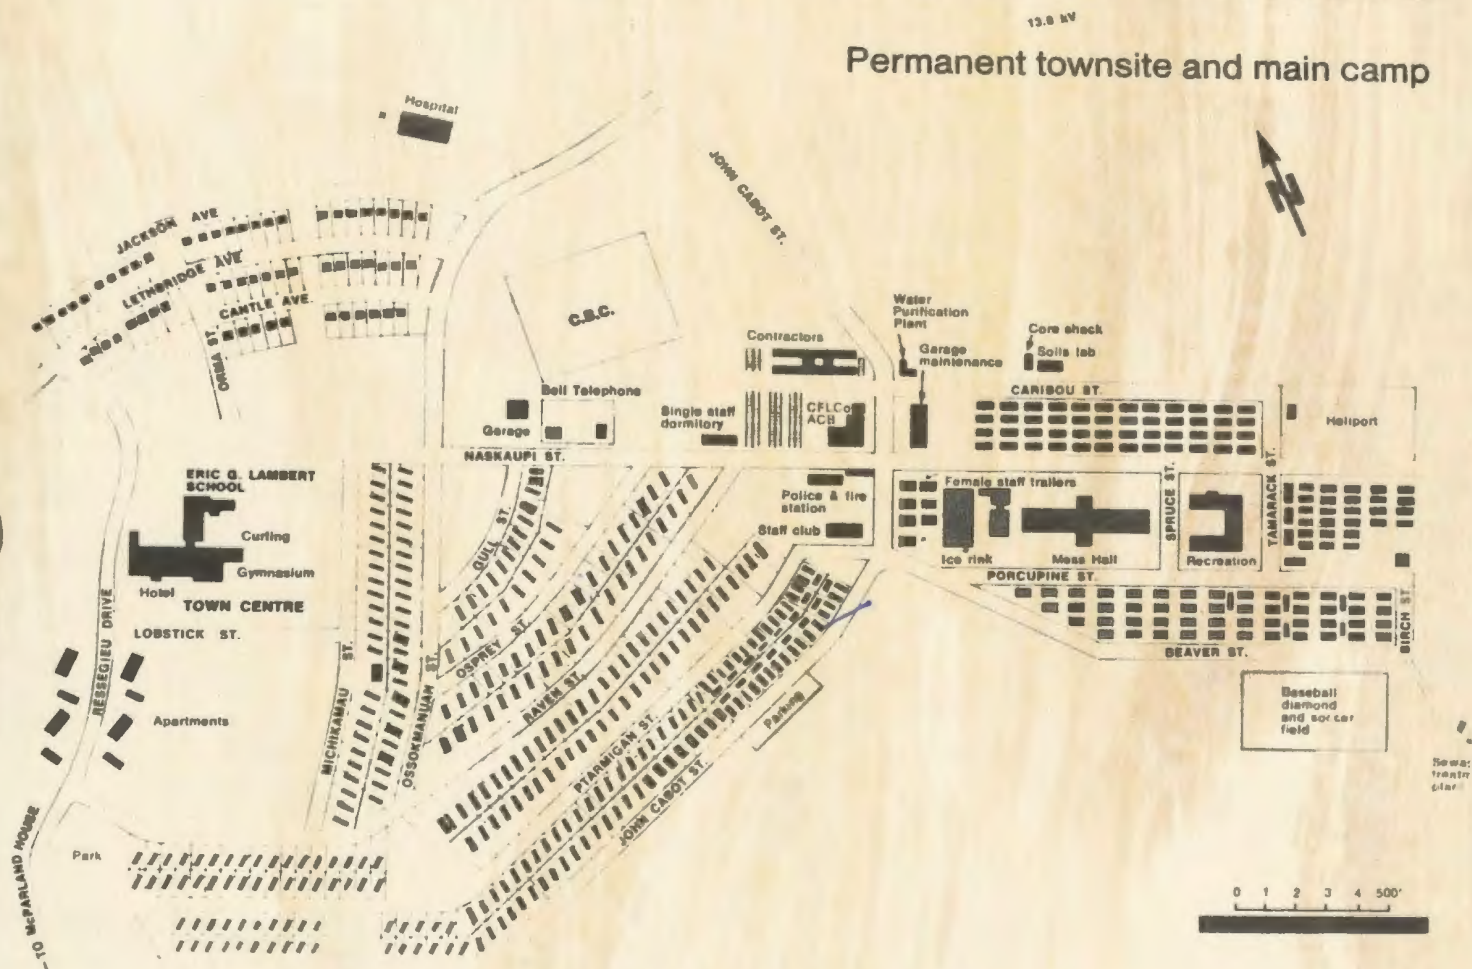 13.8 kV
Permanent townsite and main camp
Hospital
N
JOHN CABOT ST.
JACKSON AVE
LETHBRIDGE AVE
CANTLE AVE.
ORMA ST.
C.B.C.
Water
Purification
Plant
Contractors
Core shack
Soils lab
Garage
maintenance
CARIBOU ST.
Bell Telephone
Garage
Single staff
dormitory
CFLCo
ACB
Heliport
NASKAUPI ST.
ERIC G. LAMBERT
SCHOOL
Curling
Gymnasium
Hotel
TOWN CENTRE
LOBSTICK ST.
RESSEGIEU DRIVE
Apartments
GULL ST.
OSPREY ST.
RAVEN ST.
PTARMIGAN ST.
JOHN CABOT ST.
MICHIKAMAU ST.
OSSOKMANUAN ST.
Parking
Police & fire
station
Staff club
Female staff trailers
Ice rink
Mess Hall
SPRUCE ST.
Recreation
TAMARACK ST.
PORCUPINE ST.
BEAVER ST.
BIRCH ST.
Baseball
diamond
and soccer
field
Park
TO McPARLAND HOUSE
0 1 2 3 4 500'